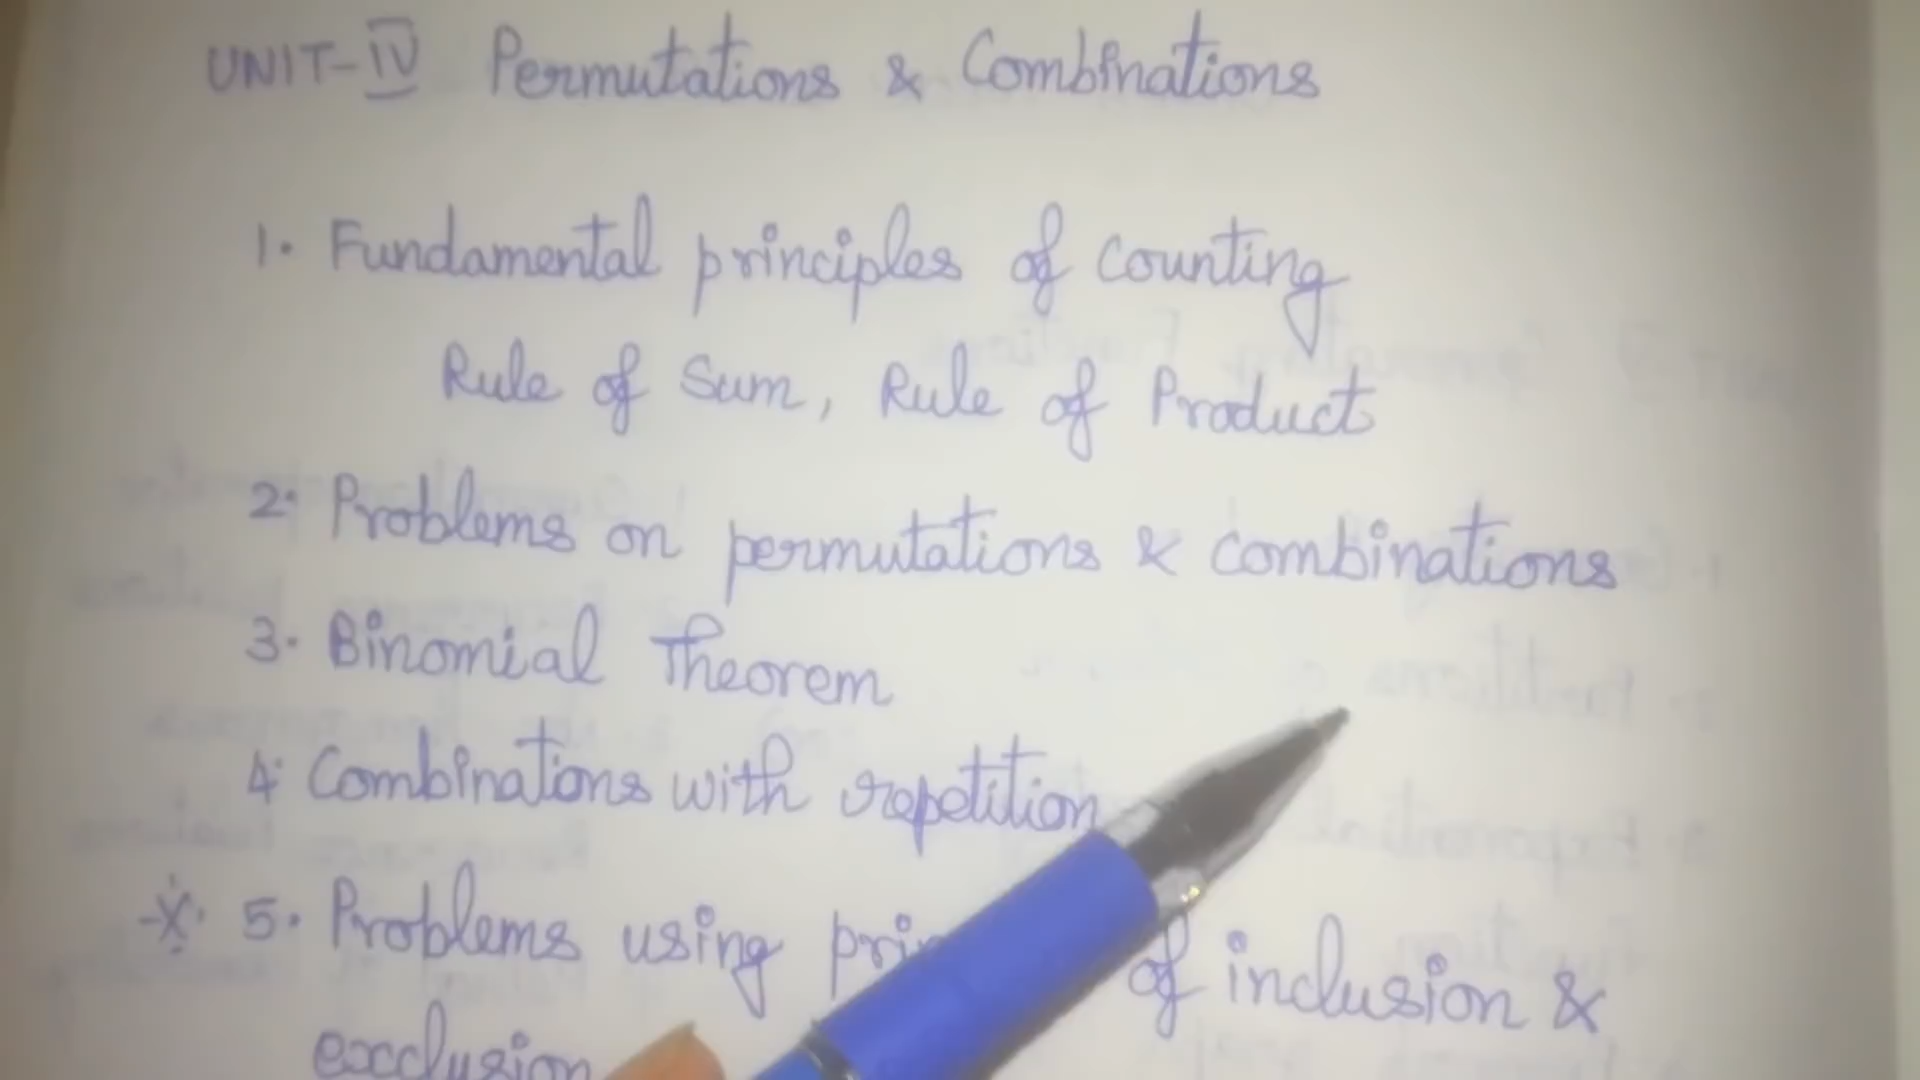 UNIT-IV Permutations & Combinations
1. Fundamental principles of counting
Rule of Sum, Rule of Product
2. Problems on permutations & combinations
3. Binomial Theorem
4. Combinations with repetition
5. Problems using of inclusion &
exclusion